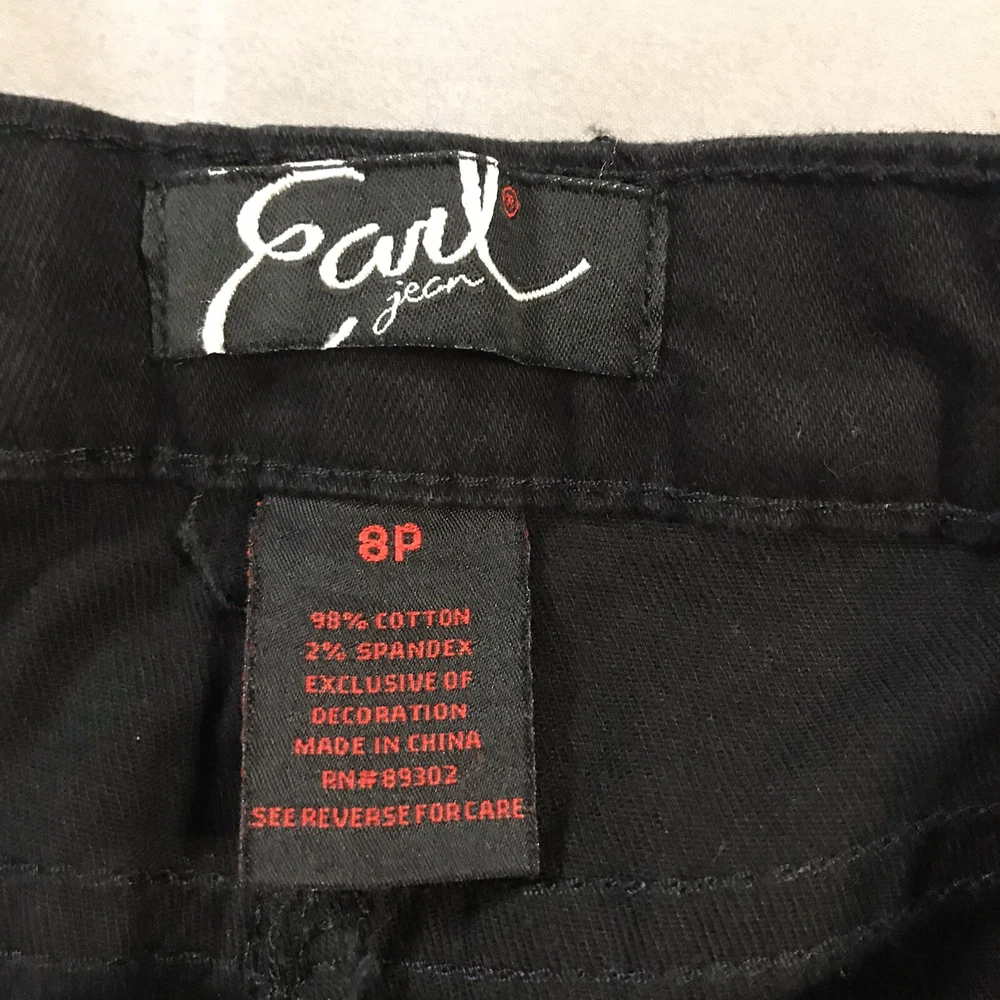 Earl®
jean
8P
98% COTTON
2% SPANDEX
EXCLUSIVE OF
DECORATION
MADE IN CHINA
RN# 89302
SEE REVERSE FOR CARE